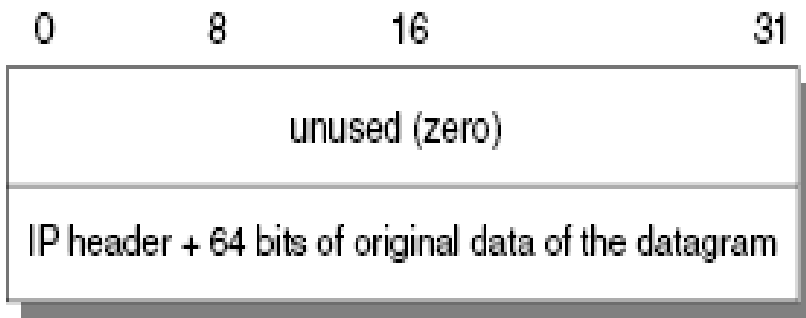 0 8 16 31
unused (zero)
IP header + 64 bits of original data of the datagram